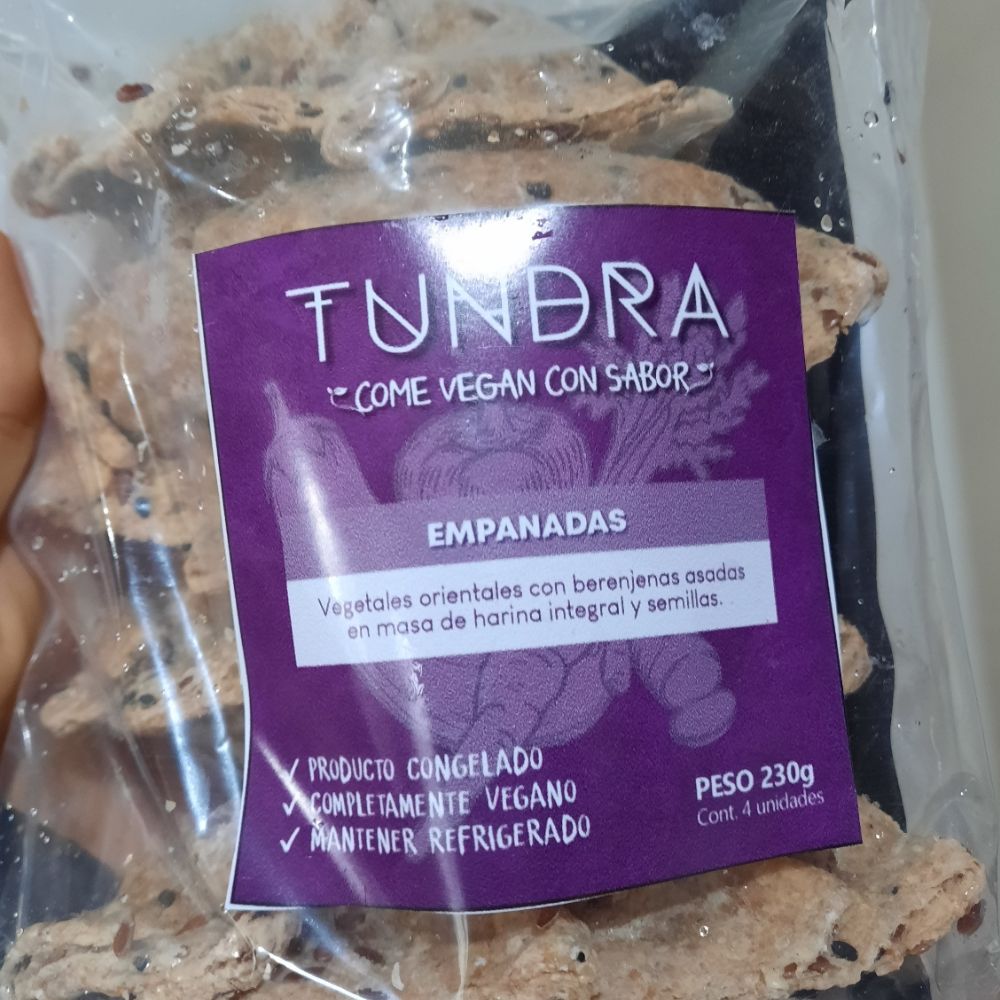 TUNDRA
COME VEGAN CON SABOR
EMPANADAS
Vegetales orientales con berenjenas asadas
en masa de harina integral y semillas.
✓ PRODUCTO CONGELADO
✓ COMPLETAMENTE VEGANO
✓ MANTENER REFRIGERADO
PESO 230g
Cont. 4 unidades